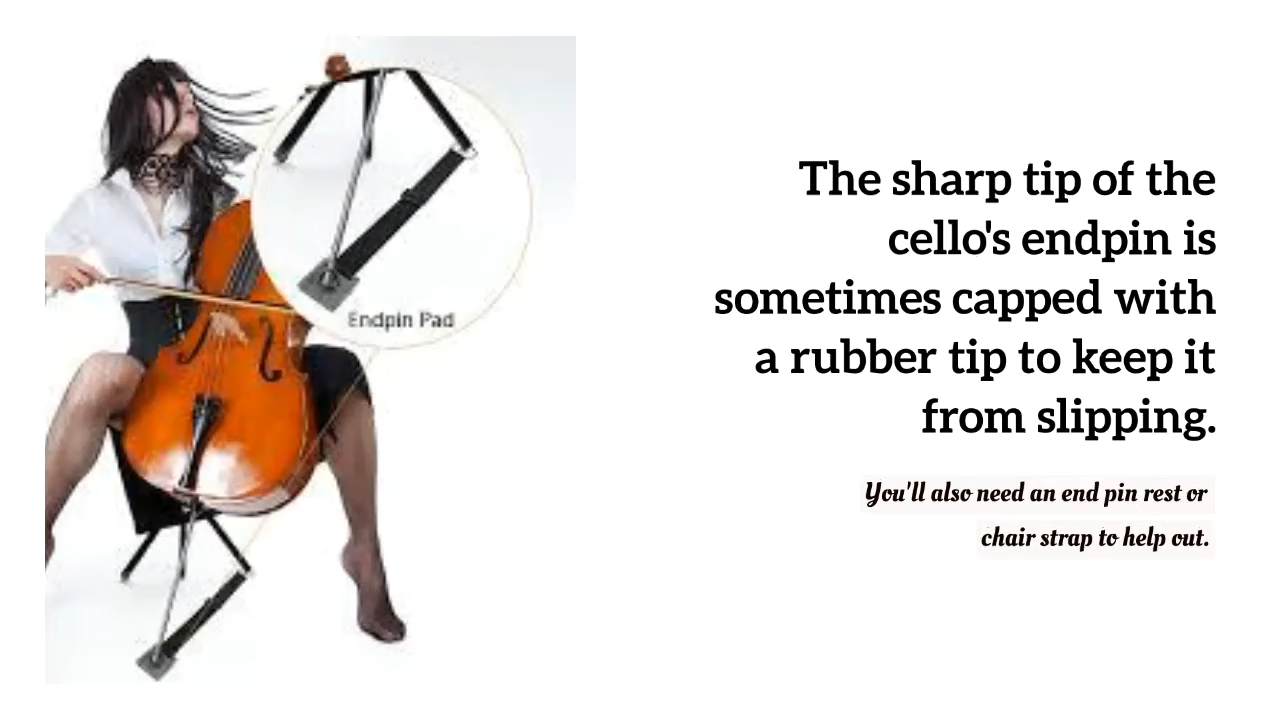 Endpin Pad
The sharp tip of the
cello's endpin is
sometimes capped with
a rubber tip to keep it
from slipping.
You'll also need an end pin rest or
chair strap to help out.